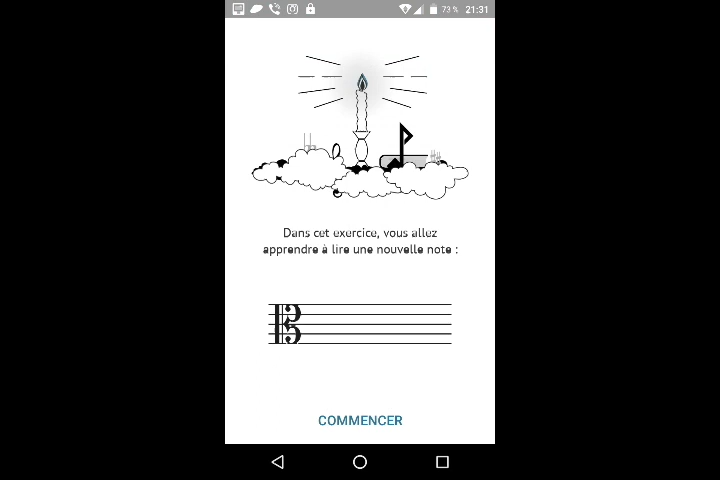 73 % 21:31
Dans cet exercice, vous allez
apprendre à lire une nouvelle note :
COMMENCER